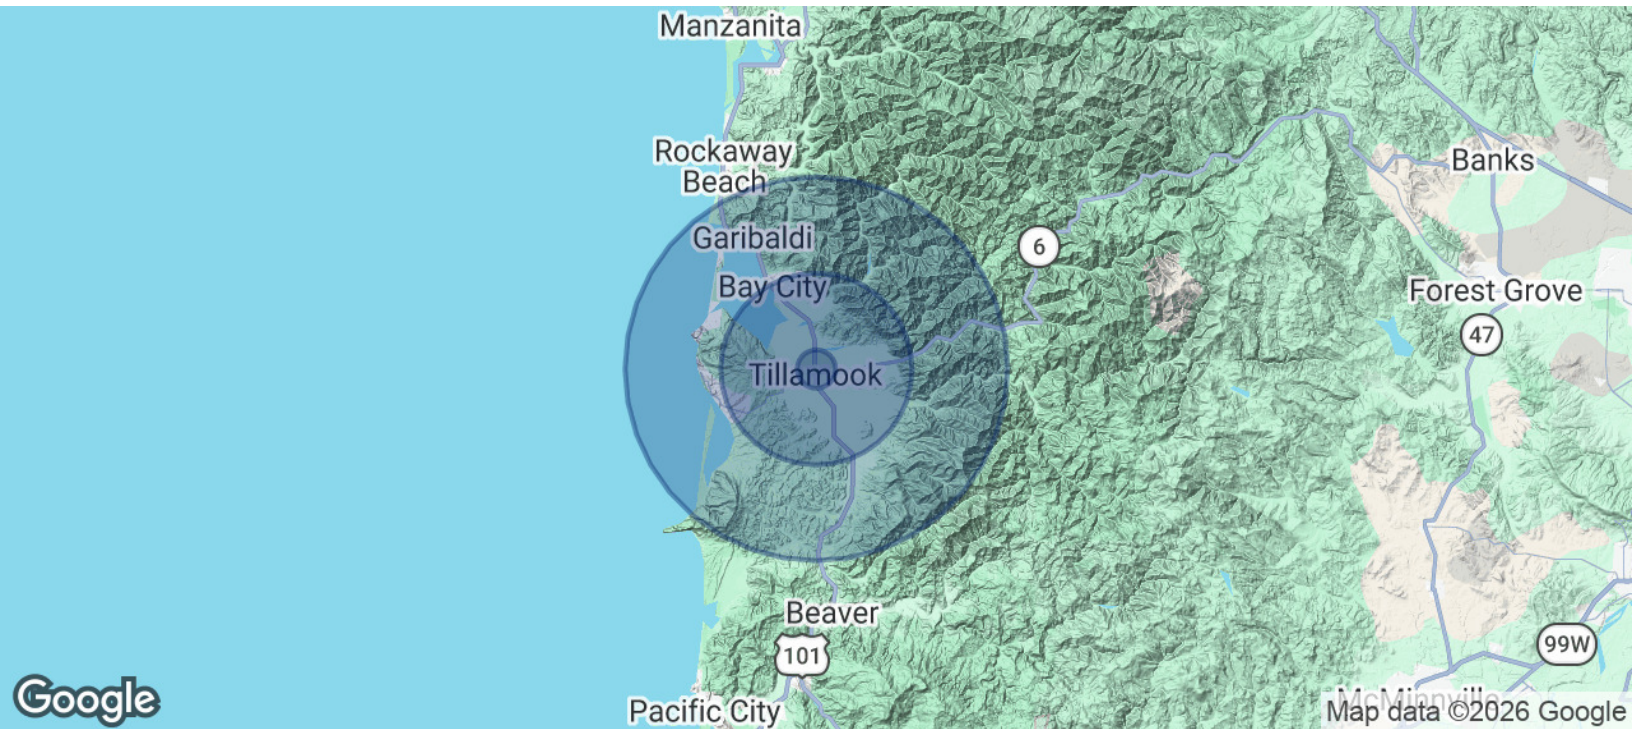 Manzanita
Rockaway
Beach
Banks
Garibaldi
6
Bay City
Forest Grove
47
Tillamook
Beaver
99W
101
McMinnville
Google
Pacific City
Map data ©2026 Google